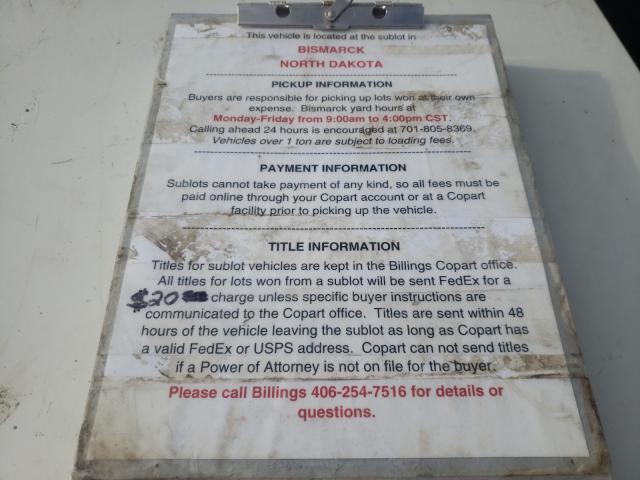 This vehicle is located at the sublot in
BISMARCK
NORTH DAKOTA
PICKUP INFORMATION
Buyers are responsible for picking up lots won at their own
expense. Bismarck yard hours at
Monday-Friday from 9:00am to 4:00pm CST.
Calling ahead 24 hours is encouraged at 701-805-8369.
Vehicles over 1 ton are subject to loading fees.
PAYMENT INFORMATION
Sublots cannot take payment of any kind, so all fees must be
paid online through your Copart account or at a Copart
facility prior to picking up the vehicle.
TITLE INFORMATION
Titles for sublot vehicles are kept in the Billings Copart office.
All titles for lots won from a sublot will be sent FedEx for a
$20 charge unless specific buyer instructions are
communicated to the Copart office. Titles are sent within 48
hours of the vehicle leaving the sublot as long as Copart has
a valid FedEx or USPS address. Copart can not send titles
if a Power of Attorney is not on file for the buyer.
Please call Billings 406-254-7516 for details or
questions.